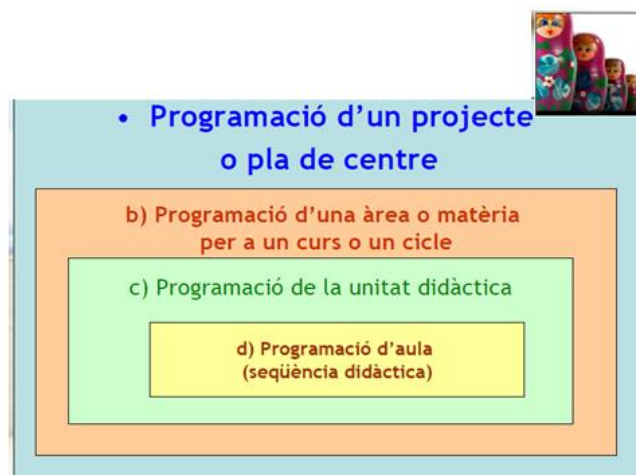 • Programació d'un projecte
o pla de centre
b) Programació d'una àrea o matèria
per a un curs o un cicle
c) Programació de la unitat didàctica
d) Programació d'aula
(seqüència didàctica)